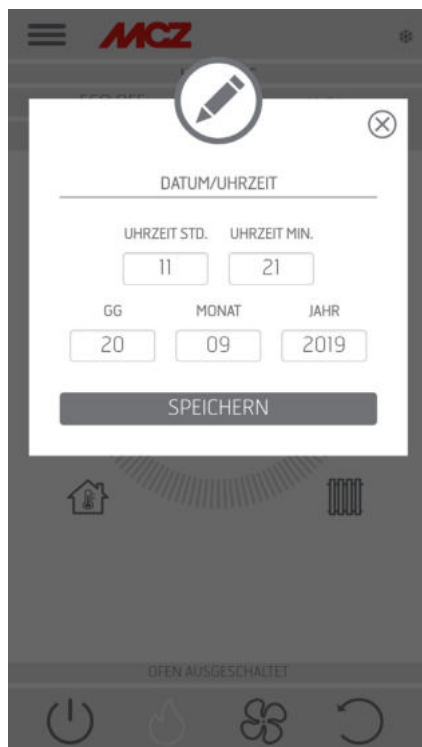 MCZ
DATUM/UHRZEIT
UHRZEIT STD. UHRZEIT MIN.
11 21
GG MONAT JAHR
20 09 2019
SPEICHERN
OFEN AUSGESCHALTET